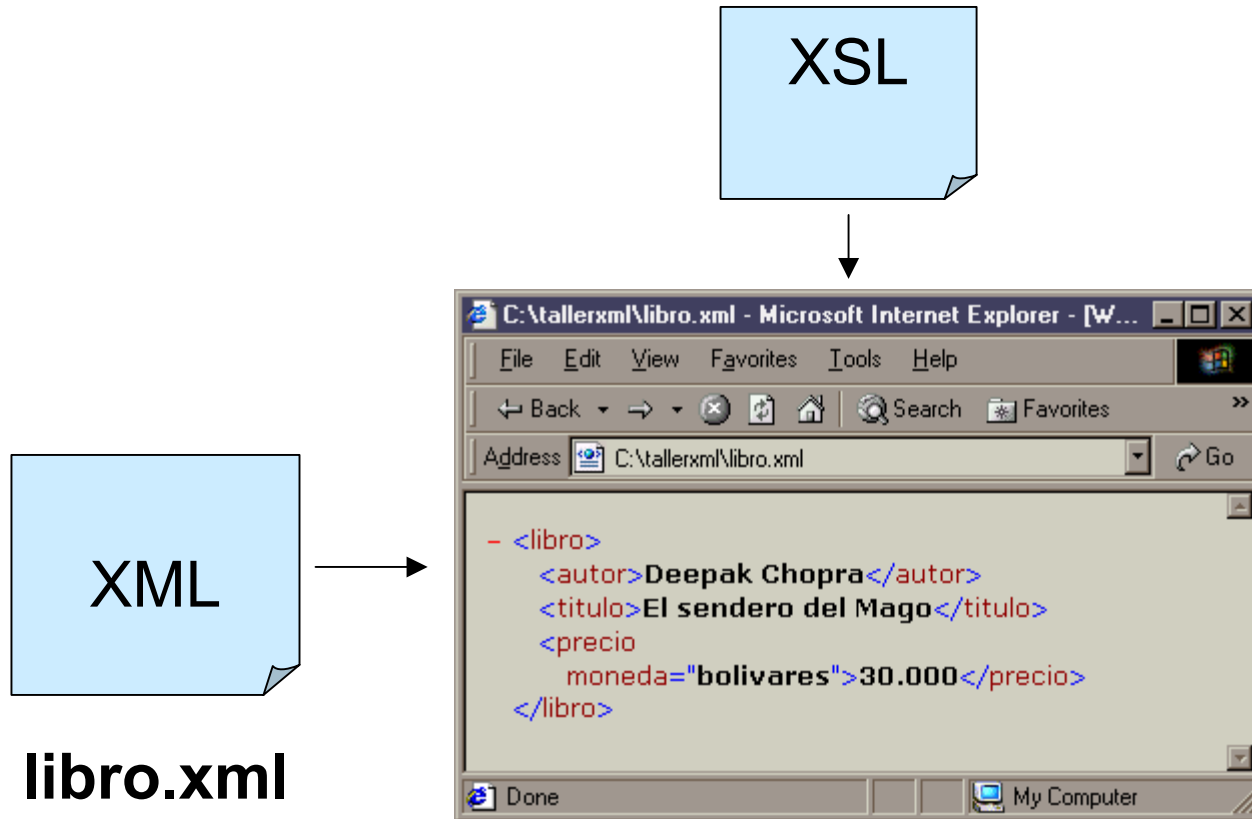 XSL
C:\tallerxml\libro.xml - Microsoft Internet Explorer - [W...
File Edit View Favorites Tools Help
Back Search Favorites »
Address C:\tallerxml\libro.xml Go
– <libro>
<autor>Deepak Chopra</autor>
<titulo>El sendero del Mago</titulo>
<precio
moneda="bolivares">30.000</precio>
</libro>
Done My Computer
XML
libro.xml